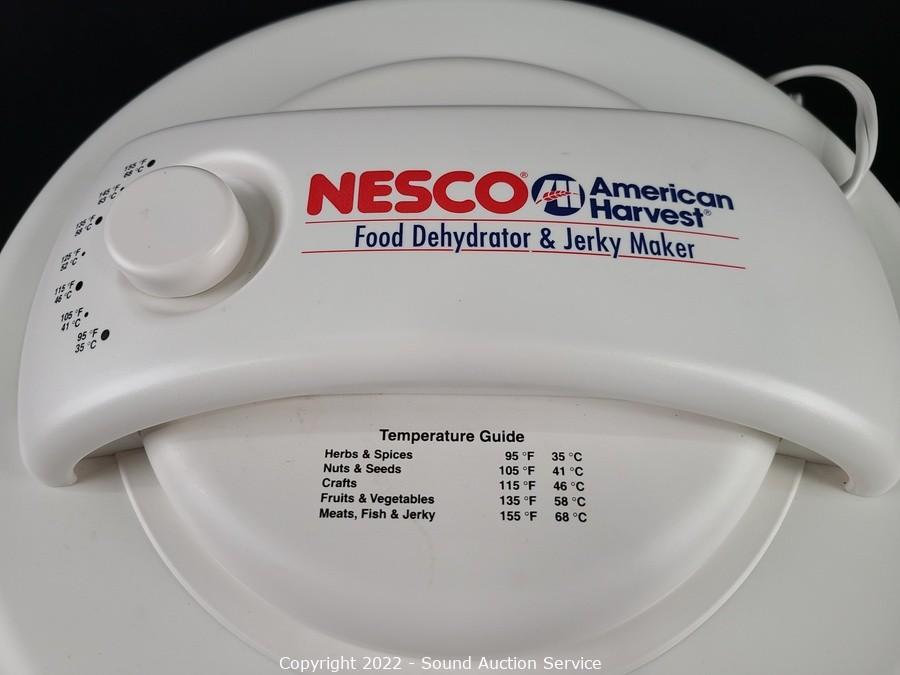 155 °F
68 °C
145 °F
63 °C
135 °F
58 °C
125 °F
52 °C
115 °F
46 °C
105 °F
41 °C
95 °F
35 °C
NESCO® American
Harvest®
Food Dehydrator & Jerky Maker
Temperature Guide
Herbs & Spices 95 °F 35 °C
Nuts & Seeds 105 °F 41 °C
Crafts 115 °F 46 °C
Fruits & Vegetables 135 °F 58 °C
Meats, Fish & Jerky 155 °F 68 °C
Copyright 2022 - Sound Auction Service